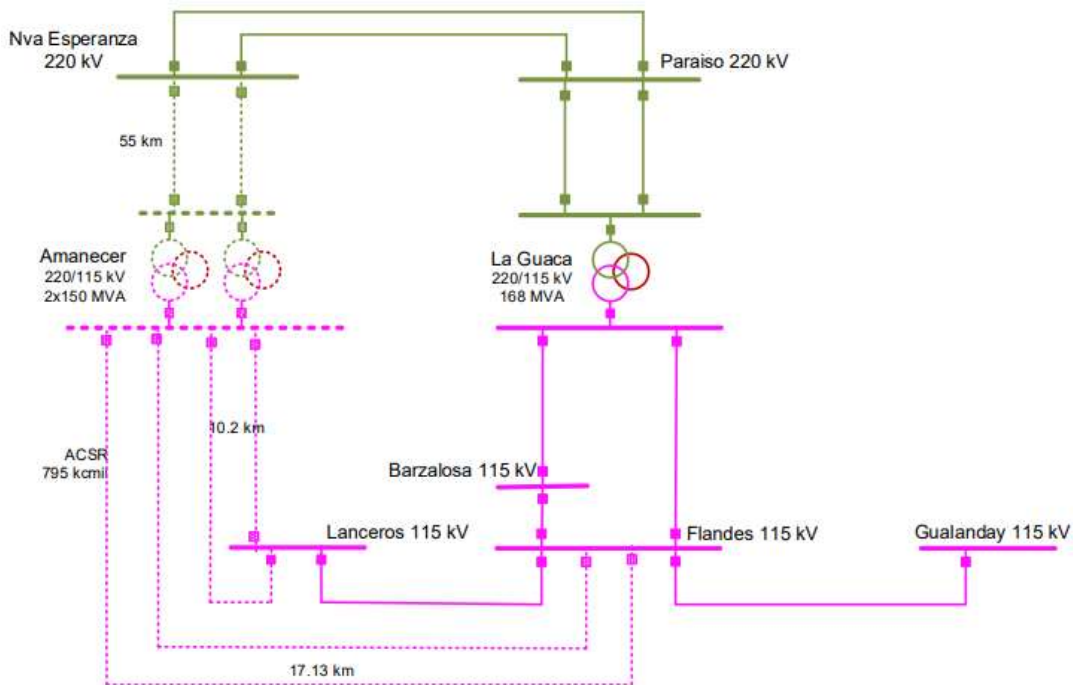 Nva Esperanza
220 kV
Paraiso 220 kV
55 km
Amanecer
220/115 kV
2x150 MVA
La Guaca
220/115 kV
168 MVA
10.2 km
ACSR
795 kcmil
Barzalosa 115 kV
Lanceros 115 kV
Flandes 115 kV
Gualanday 115 kV
17.13 km